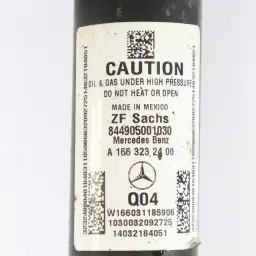 CAUTION
OIL & GAS UNDER HIGH PRESSURE
DO NOT HEAT OR OPEN
MADE IN MEXICO
ZF Sachs
844905001030
Mercedes Benz
A 166 323 24 00
Q04
W166031185906
1030032092725
14032184051